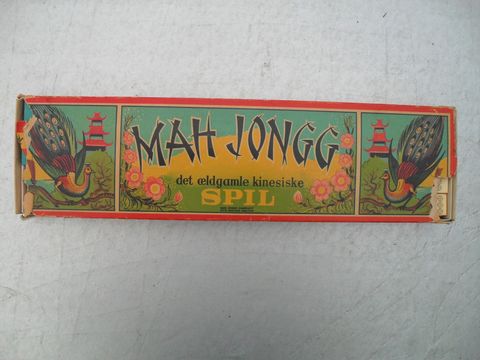 MAH JONGG
det ældgamle kinesiske
SPIL